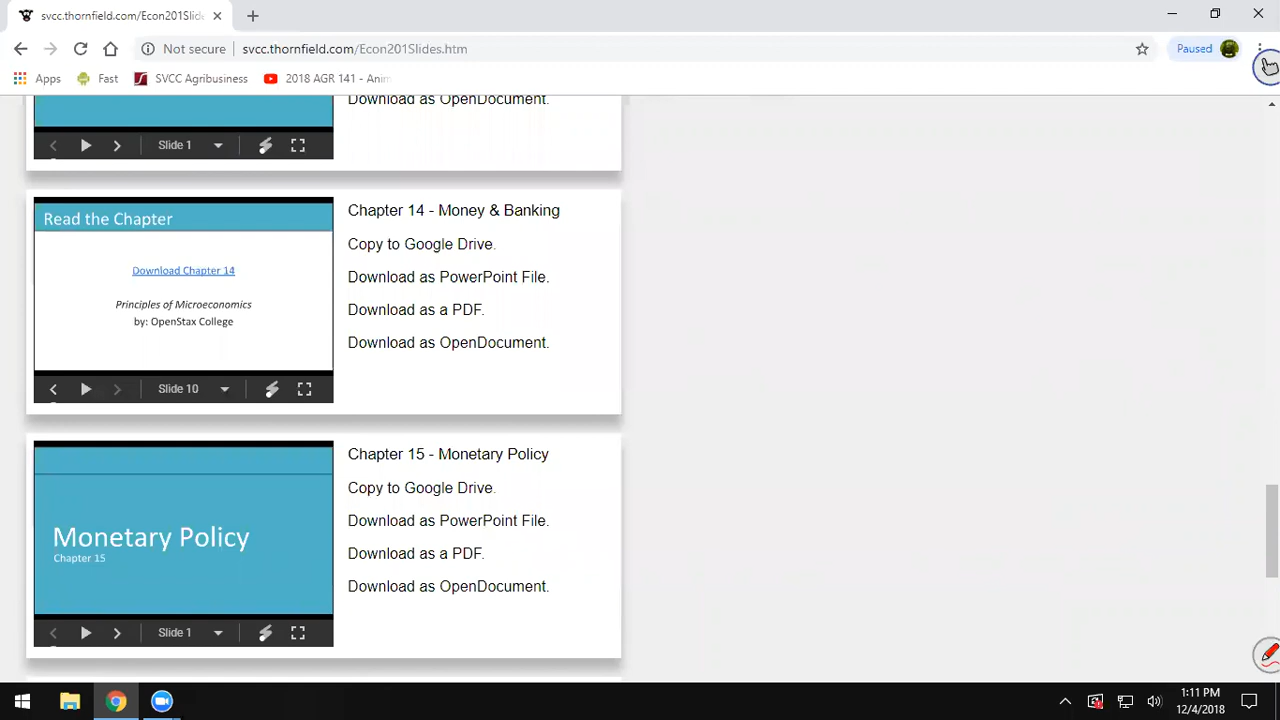 svcc.thornfield.com/Econ201Slide
Not secure svcc.thornfield.com/Econ201Slides.htm Paused
Apps Fast SVCC Agribusiness 2018 AGR 141 - Anim
Download as OpenDocument.
Slide 1
Read the Chapter
Download Chapter 14
Principles of Microeconomics
by: OpenStax College
Slide 10
Chapter 14 - Money & Banking
Copy to Google Drive.
Download as PowerPoint File.
Download as a PDF.
Download as OpenDocument.
Monetary Policy
Chapter 15
Slide 1
Chapter 15 - Monetary Policy
Copy to Google Drive.
Download as PowerPoint File.
Download as a PDF.
Download as OpenDocument.
1:11 PM
12/4/2018